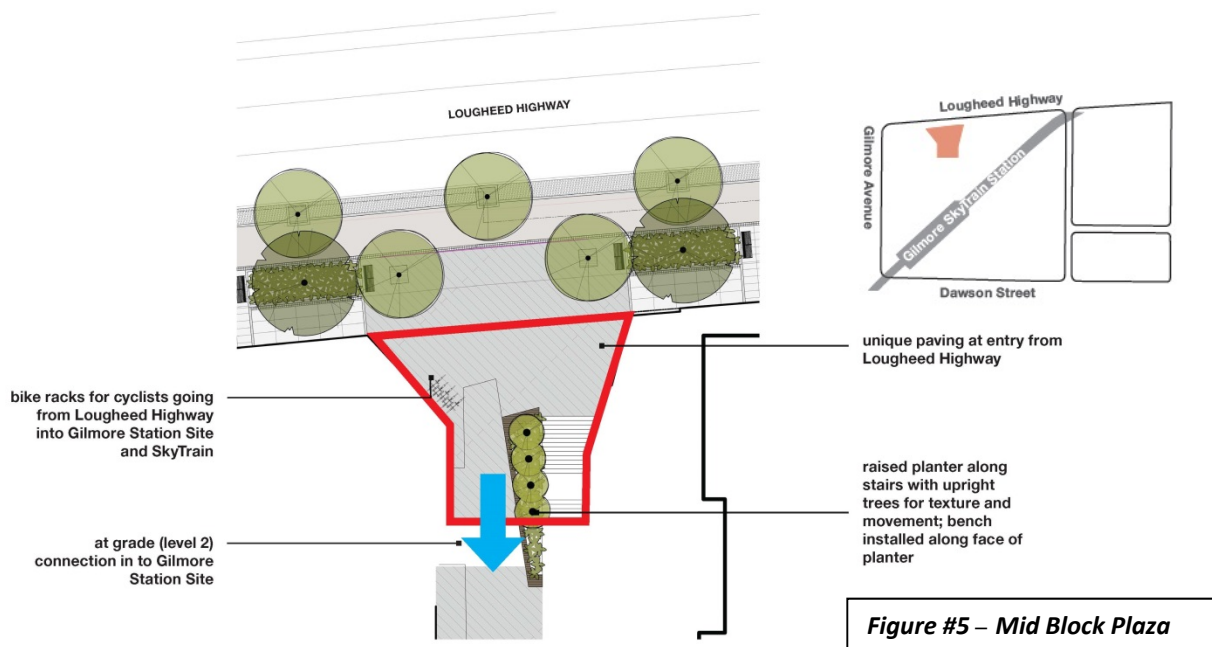 LOUGHEED HIGHWAY
Lougheed Highway
Gilmore Avenue
Gilmore SkyTrain Station
Dawson Street
unique paving at entry from
Lougheed Highway
bike racks for cyclists going
from Lougheed Highway
into Gilmore Station Site
and SkyTrain
raised planter along
stairs with upright
trees for texture and
movement; bench
installed along face of
planter
at grade (level 2)
connection in to Gilmore
Station Site
Figure #5 – Mid Block Plaza